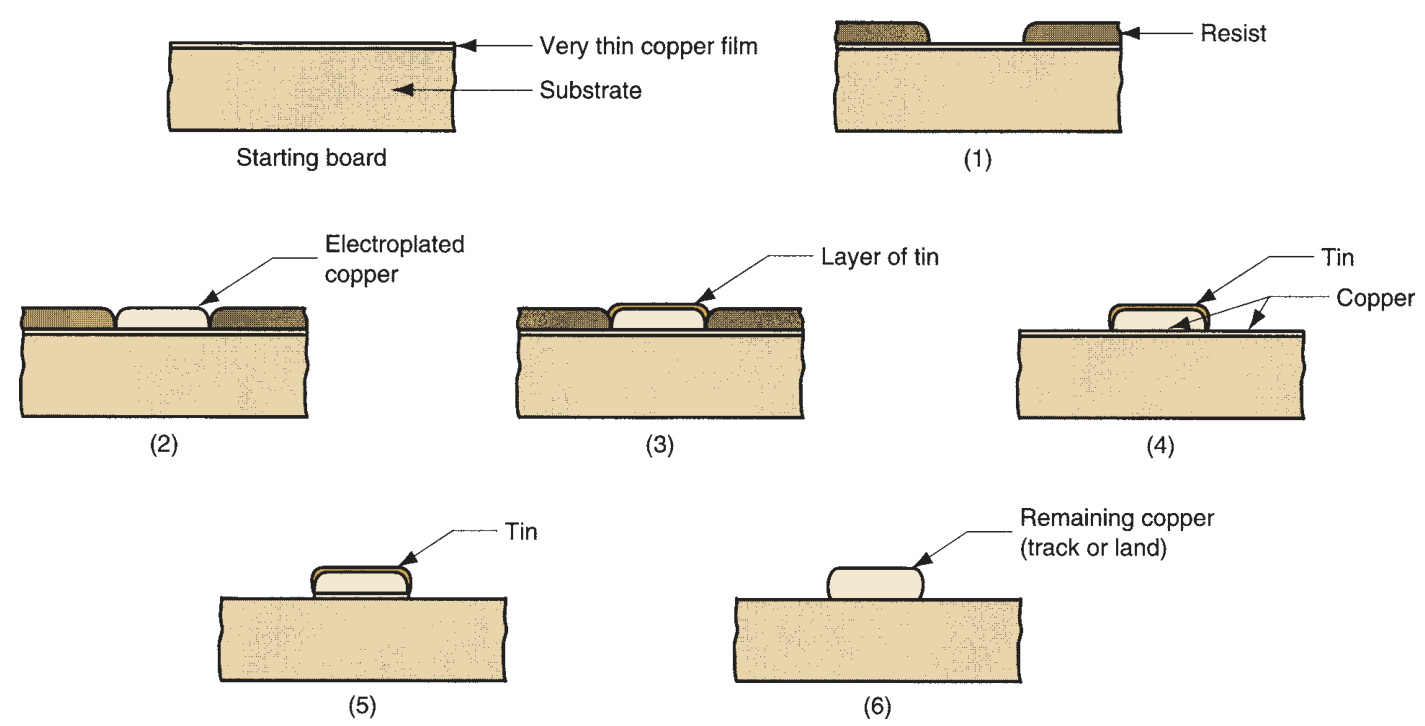 Very thin copper film
Substrate
Starting board
Resist
(1)
Electroplated
copper
(2)
Layer of tin
(3)
Tin
Copper
(4)
Tin
(5)
Remaining copper
(track or land)
(6)